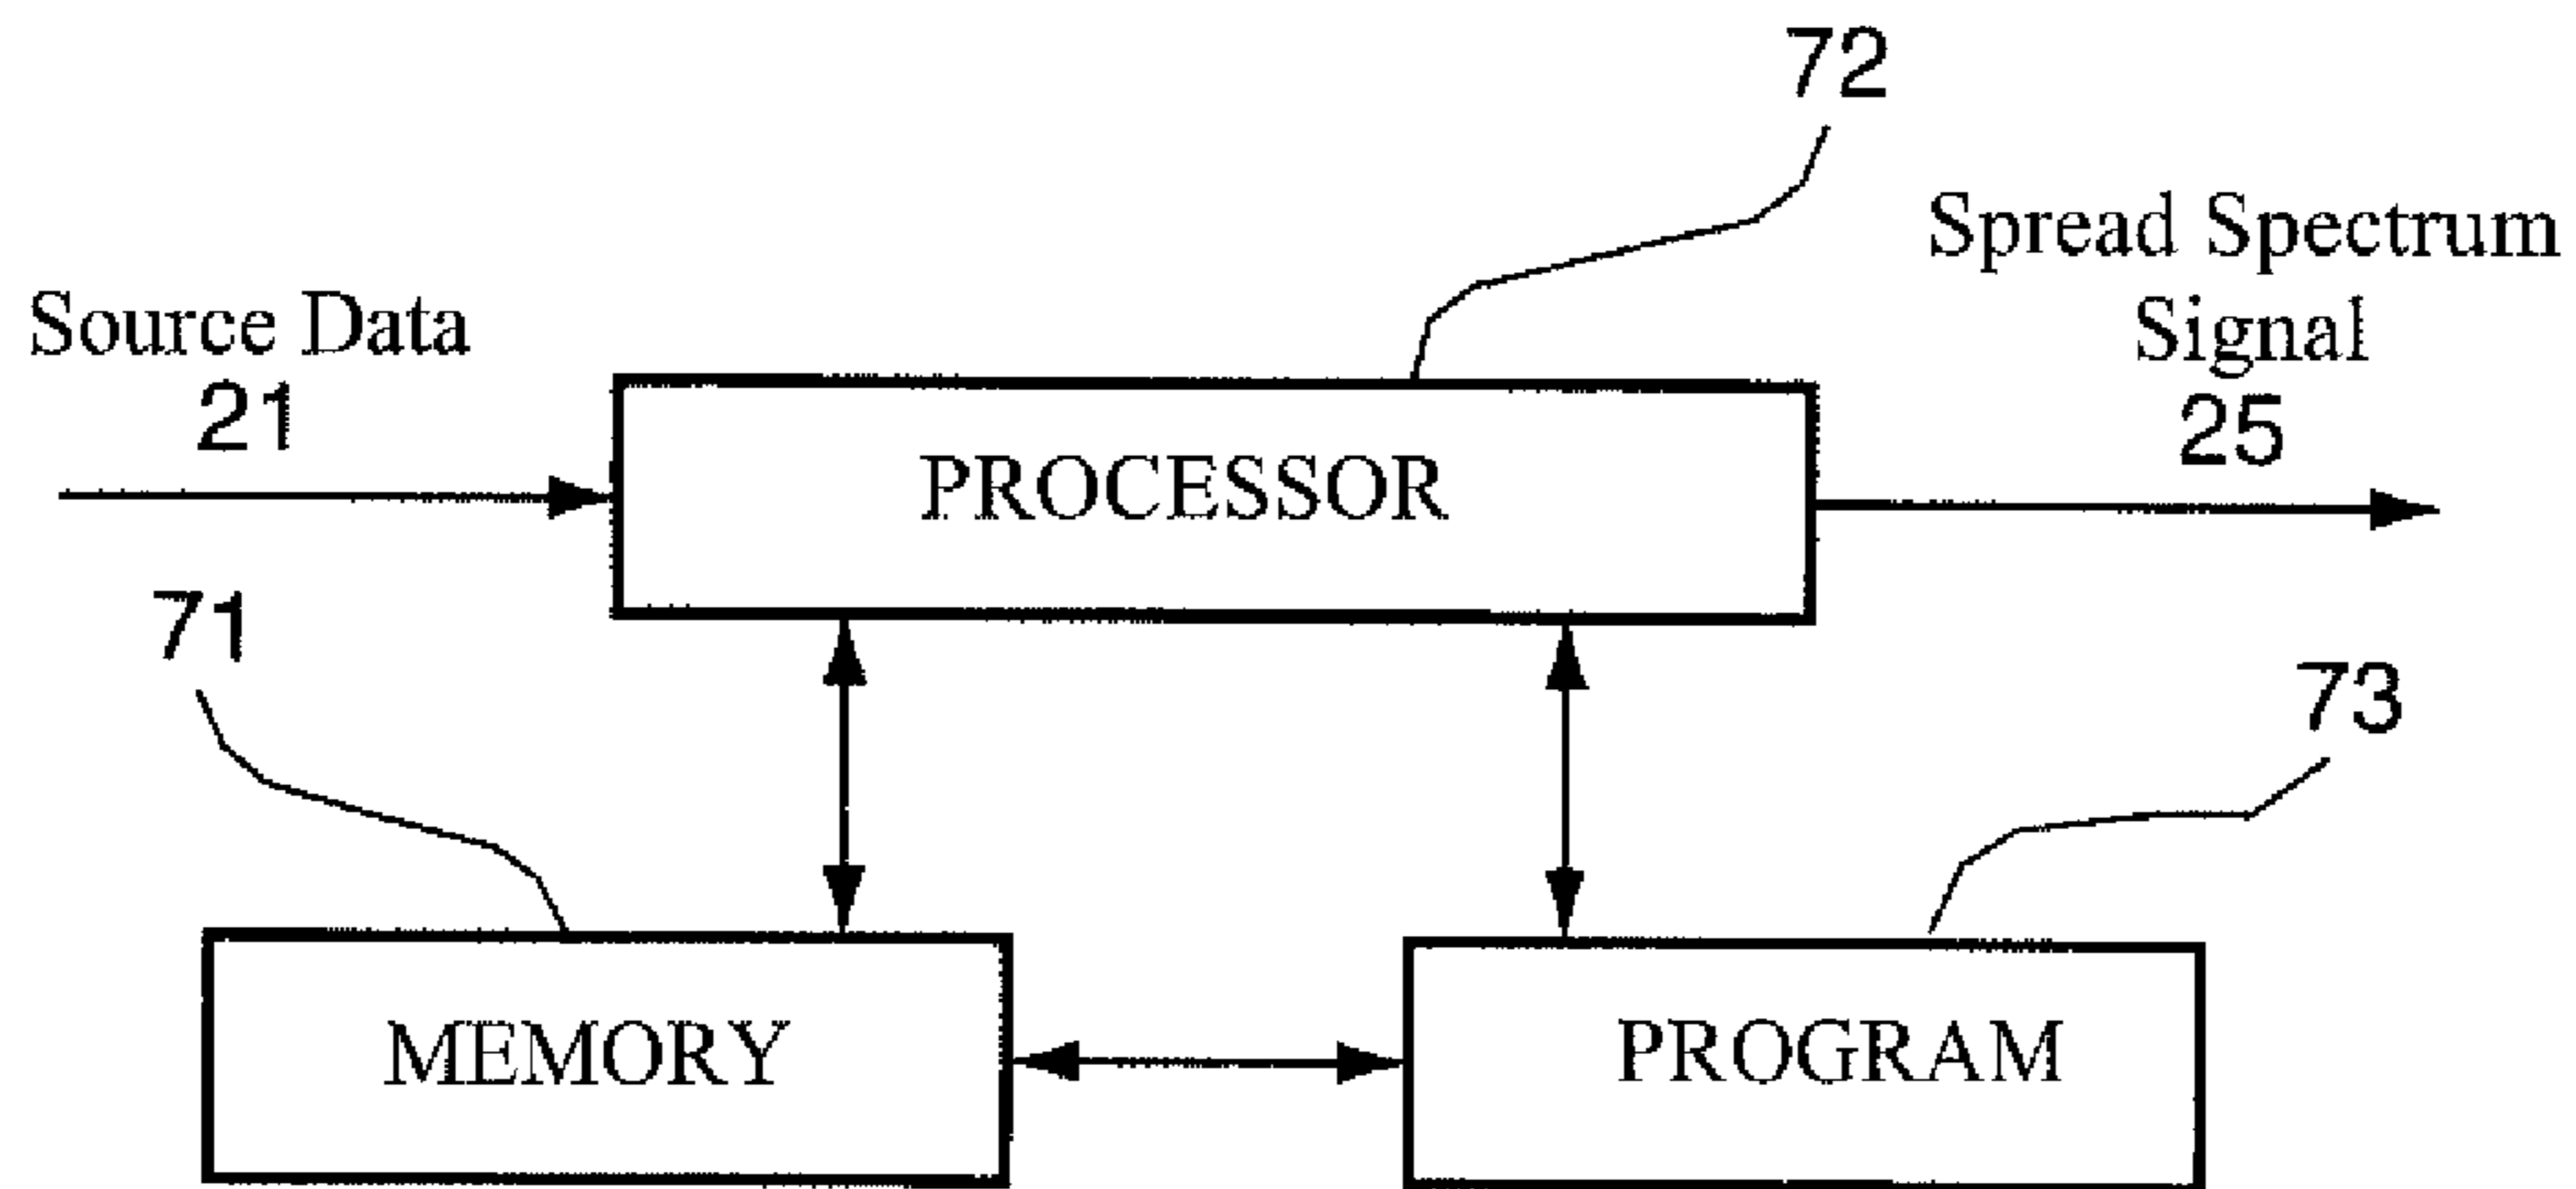 72
Spread Spectrum
Signal
25
Source Data
21
PROCESSOR
71
73
MEMORY
PROGRAM